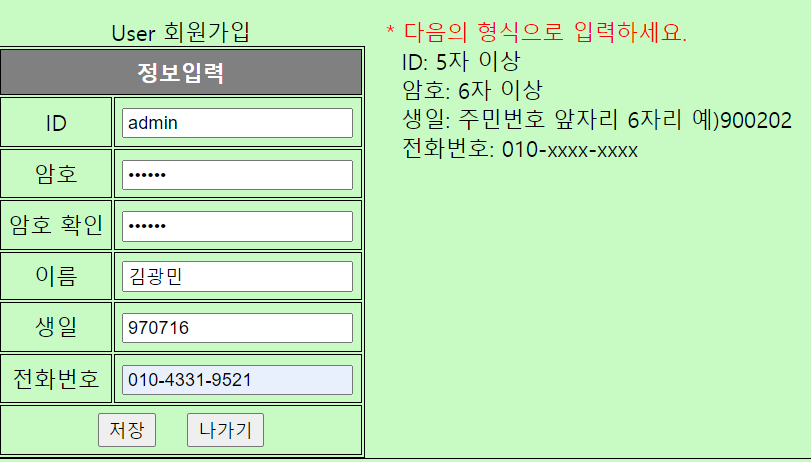 User 회원가입
정보입력
ID admin
암호 ••••••
암호 확인 ••••••
이름 김광민
생일 970716
전화번호 010-4331-9521
저장 나가기
* 다음의 형식으로 입력하세요.
ID: 5자 이상
암호: 6자 이상
생일: 주민번호 앞자리 6자리 예)900202
전화번호: 010-xxxx-xxxx